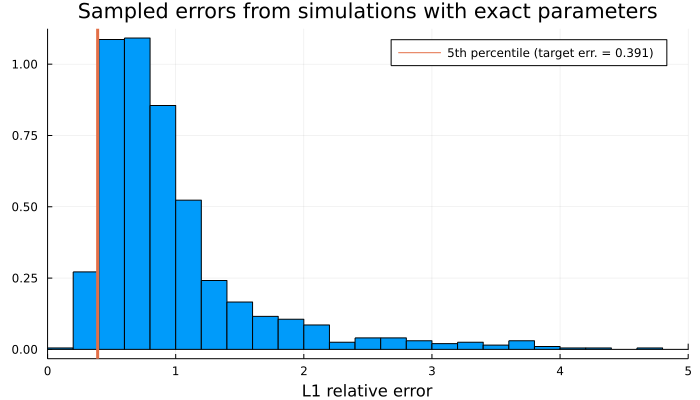 Sampled errors from simulations with exact parameters
5th percentile (target err. = 0.391)
1.00
0.75
0.50
0.25
0.00
0 1 2 3 4 5
L1 relative error